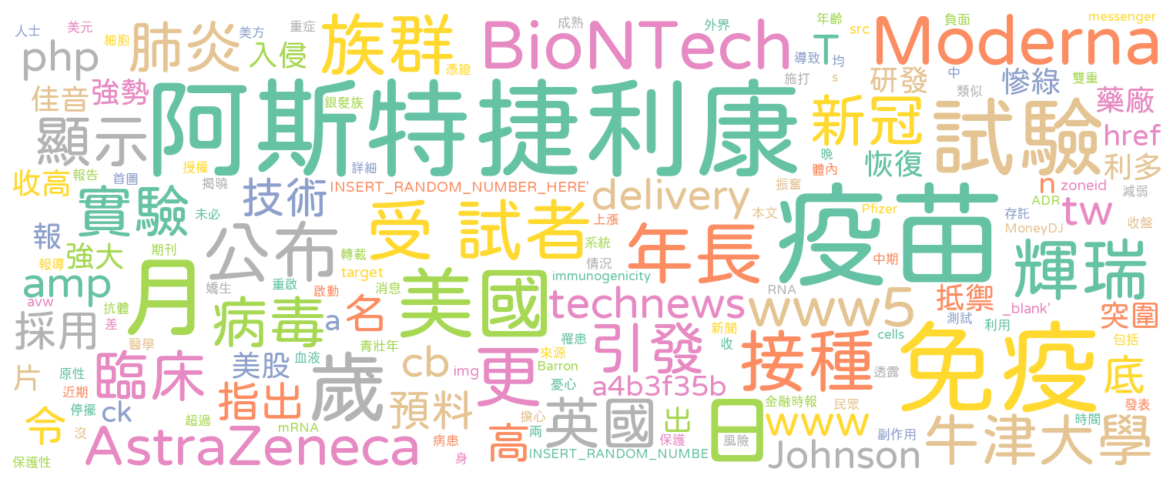 人士
美元
美方
重症
成熟
外界
年齡
負面
messenger
php
細胞
肺炎
入侵
族群
憑證
BioNTech
導致
T
均
src
s
Moderna
施打
研發
中
類似
慘綠
雙重
佳音
強勢
銀髮族
藥廠
顯示
阿斯特捷利康
新冠
試驗
href
恢復
利多
收高
報告
首圖
授權
揭曉
詳細
晚
體內
INSERT_RANDOM_NUMBER_HERE'
技術
delivery
振奮
本文
Pfizer
n
zoneid
ADR
減弱
實驗
未必
報
公布
受試者
上漲
年長
疫苗
存託
MoneyDJ
tw
收盤
強大
期刊
轉載
系統
中期
輝瑞
報導
amp
月
嬌生
重啟
target
消息
啟動
美國
情況
immunogenicity
RNA
avw
抗體
差
病毒
a
名
technews
www5
抵禦
_blank'
突圍
採用
醫學
血液
青壯年
引發
罹患
新聞
收
測試
利用
cells
包括
臨床
美股
歲
cb
img
更
來源
Barron
憂心
接種
透露
免疫
底
片
原性
近期
停擺
ck
指出
預料
a4b3f35b
擔心
金融時報
民眾
發表
令
沒
超過
mRNA
AstraZeneca
病患
身
高
兩
英國
出
保護
日
風險
www
副作用
牛津大學
時間
保護性
INSERT_RANDOM_NUMBE
Johnson